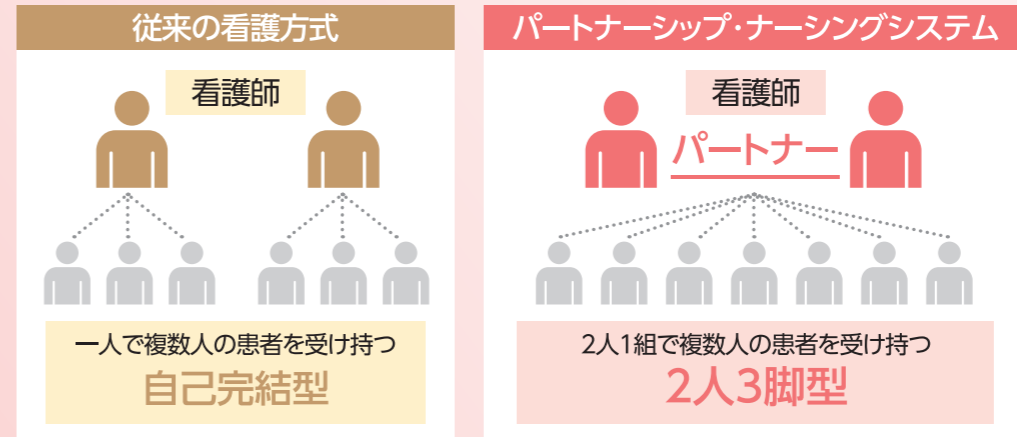 従来の看護方式
看護師
一人で複数人の患者を受け持つ
自己完結型
パートナーシップ・ナーシングシステム
看護師
パートナー
2人1組で複数人の患者を受け持つ
2人3脚型